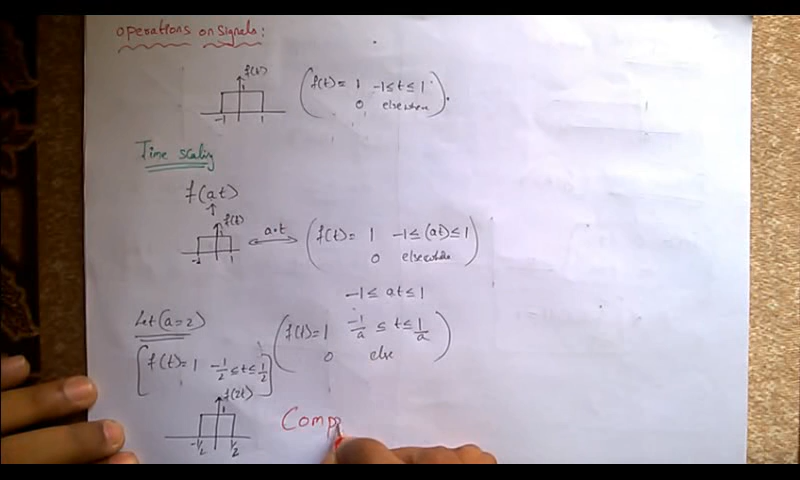 operations on signals:
f(t)
1
-1 1
f(t) = 1 -1 ≤ t ≤ 1
0 elsewhere
Time scaling
f(at)
f(t)
a·t
f(t) = 1 -1 ≤ (at) ≤ 1
0 elsewhere
-1 1
-1 ≤ at ≤ 1
Let (a=2)
f(t)=1 -1/a ≤ t ≤ 1/a
0 else
f(t)=1 -1/2 ≤ t ≤ 1/2
f(2t)
1
-1/2 1/2
Comp